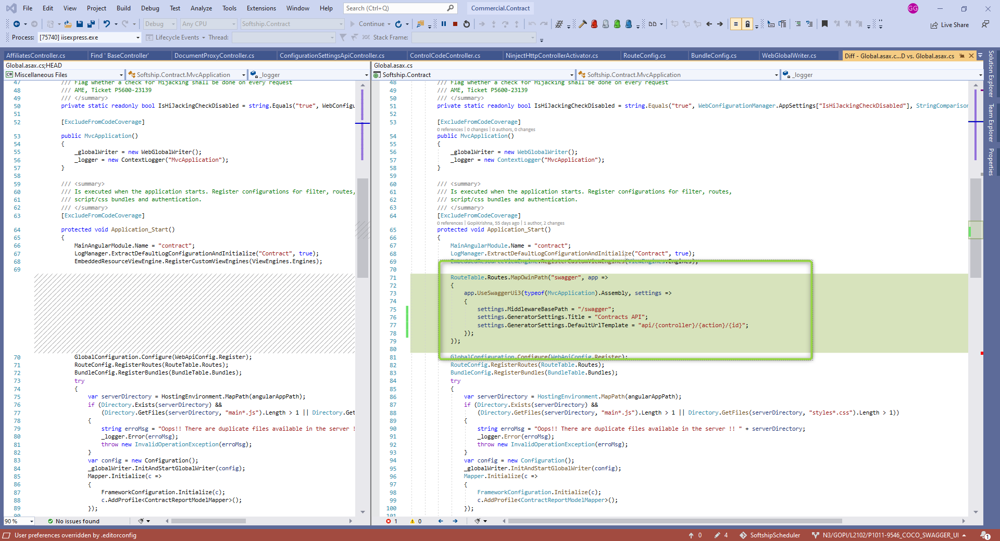 File Edit View Project Build Debug Test Analyze Tools Extensions Window Help Search (Ctrl+Q) Commercial.Contract GG
Debug Any CPU Softship.Contract Continue Live Share
Process: [75740] iisexpress.exe Lifecycle Events Thread: Stack Frame:
AffiliatesController.cs Find ' BaseController' DocumentProxyController.cs ConfigurationSettingsApiController.cs ControlCodeController.cs NinjectHttpControllerActivator.cs RouteConfig.cs BundleConfig.cs WebGlobalWriter.cs Diff - Global.asax.c...D vs. Global.asax.cs
Global.asax.cs;HEAD
Miscellaneous Files Softship.Contract.MvcApplication _logger
47 /// Flag whether a check for Hijacking shall be done on every request
48 /// AME, Ticket P5600-23139
49 /// </summary>
50 private static readonly bool IsHiJackingCheckDisabled = string.Equals("true", WebConfigu
51
52 [ExcludeFromCodeCoverage]
53 public MvcApplication()
54 {
55 _globalWriter = new WebGlobalWriter();
56 _logger = new ContextLogger("MvcApplication");
57 }
58
59 /// <summary>
60 /// Is executed when the application starts. Register configurations for filter, routes,
61 /// script/css bundles and authentication.
62 /// </summary>
63 [ExcludeFromCodeCoverage]
64 protected void Application_Start()
65 {
66 MainAngularModule.Name = "contract";
67 LogManager.ExtractDefaultLogConfigurationAndInitialize("Contract", true);
68 EmbeddedResourceViewEngine.RegisterCustomViewEngines(ViewEngines.Engines);
69
70 GlobalConfiguration.Configure(WebApiConfig.Register);
71 RouteConfig.RegisterRoutes(RouteTable.Routes);
72 BundleConfig.RegisterBundles(BundleTable.Bundles);
73 try
74 {
75 var serverDirectory = HostingEnvironment.MapPath(angularAppPath);
76 if (Directory.Exists(serverDirectory) &&
77 (Directory.GetFiles(serverDirectory, "main*.js").Length > 1 || Directory.Get
78 {
79 string erroMsg = "Oops!! There are duplicate files available in the server !
80 _logger.Error(erroMsg);
81 throw new InvalidOperationException(erroMsg);
82 }
83 var config = new Configuration();
84 _globalWriter.InitAndStartGlobalWriter(config);
85 Mapper.Initialize(c =>
86 {
87 FrameworkConfiguration.Initialize(c);
88 c.AddProfile<ContractReportModelMapper>();
89 });
90
90 % No issues found
Global.asax.cs
Softship.Contract Softship.Contract.MvcApplication _logger
48 /// Flag whether a check for Hijacking shall be done on every request
49 /// AME, Ticket P5600-23139
50 /// </summary>
51 private static readonly bool IsHiJackingCheckDisabled = string.Equals("true", WebConfigurationManager.AppSettings["IsHiJackingCheckDisabled"], StringComparison
52
53 [ExcludeFromCodeCoverage]
0 references | 0 changes | 0 authors, 0 changes
54 public MvcApplication()
55 {
56 _globalWriter = new WebGlobalWriter();
57 _logger = new ContextLogger("MvcApplication");
58 }
59
60 /// <summary>
61 /// Is executed when the application starts. Register configurations for filter, routes,
62 /// script/css bundles and authentication.
63 /// </summary>
64 [ExcludeFromCodeCoverage]
0 references | GopiKrishna, 55 days ago | 1 author, 2 changes
65 protected void Application_Start()
66 {
67 MainAngularModule.Name = "contract";
68 LogManager.ExtractDefaultLogConfigurationAndInitialize("Contract", true);
69 EmbeddedResourceViewEngine.RegisterCustomViewEngines(ViewEngines.Engines);
70
71 RouteTable.Routes.MapOwinPath("swagger", app =>
72 {
73 app.UseSwaggerUi3(typeof(MvcApplication).Assembly, settings =>
74 {
75 settings.MiddlewareBasePath = "/swagger";
76 settings.GeneratorSettings.Title = "Contracts API";
77 settings.GeneratorSettings.DefaultUrlTemplate = "api/{controller}/{action}/{id}";
78 });
79 });
80
81 GlobalConfiguration.Configure(WebApiConfig.Register);
82 RouteConfig.RegisterRoutes(RouteTable.Routes);
83 BundleConfig.RegisterBundles(BundleTable.Bundles);
84 try
85 {
86 var serverDirectory = HostingEnvironment.MapPath(angularAppPath);
87 if (Directory.Exists(serverDirectory) &&
88 (Directory.GetFiles(serverDirectory, "main*.js").Length > 1 || Directory.GetFiles(serverDirectory, "styles*.css").Length > 1))
89 {
90 string erroMsg = "Oops!! There are duplicate files available in the server !! " + serverDirectory;
91 _logger.Error(erroMsg);
92 throw new InvalidOperationException(erroMsg);
93 }
94 var config = new Configuration();
95 _globalWriter.InitAndStartGlobalWriter(config);
96 Mapper.Initialize(c =>
97 {
98 FrameworkConfiguration.Initialize(c);
99 c.AddProfile<ContractReportModelMapper>();
100 });
101
1 0
Solution Explorer
Team Explorer
Properties
User preferences overridden by .editorconfig 0 4 SoftshipScheduler N3/GOPI/L2102/P1011-9546_COCO_SWAGGER_UI 1